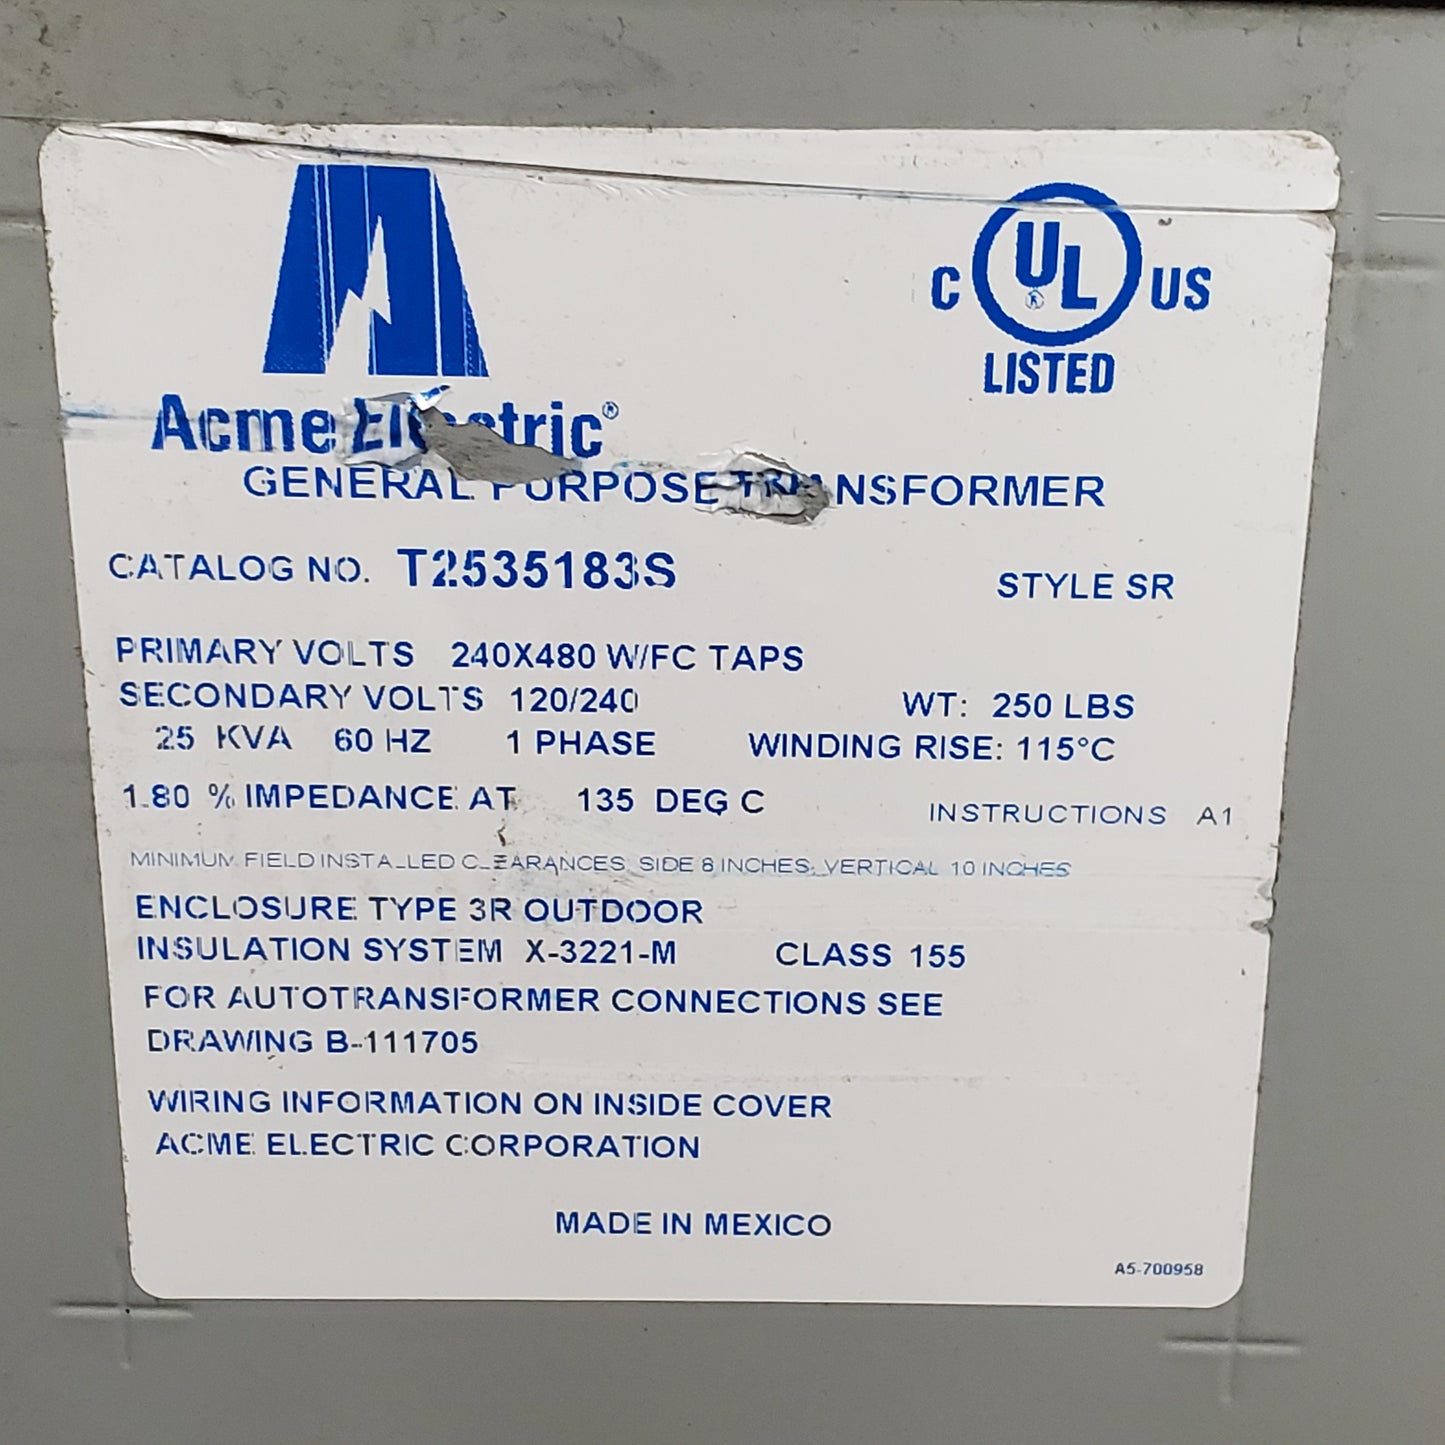 C UL US
LISTED
Acme Electric®
GENERAL PURPOSE TRANSFORMER
CATALOG NO. T2535183S STYLE SR
PRIMARY VOLTS 240X480 W/FC TAPS
SECONDARY VOLTS 120/240 WT: 250 LBS
25 KVA 60 HZ 1 PHASE WINDING RISE: 115°C
1.80 % IMPEDANCE AT 135 DEG C INSTRUCTIONS A1
MINIMUM FIELD INSTALLED CLEARANCES: SIDE 8 INCHES; VERTICAL 10 INCHES
ENCLOSURE TYPE 3R OUTDOOR
INSULATION SYSTEM X-3221-M CLASS 155
FOR AUTOTRANSFORMER CONNECTIONS SEE
DRAWING B-111705
WIRING INFORMATION ON INSIDE COVER
ACME ELECTRIC CORPORATION
MADE IN MEXICO
A5-700958